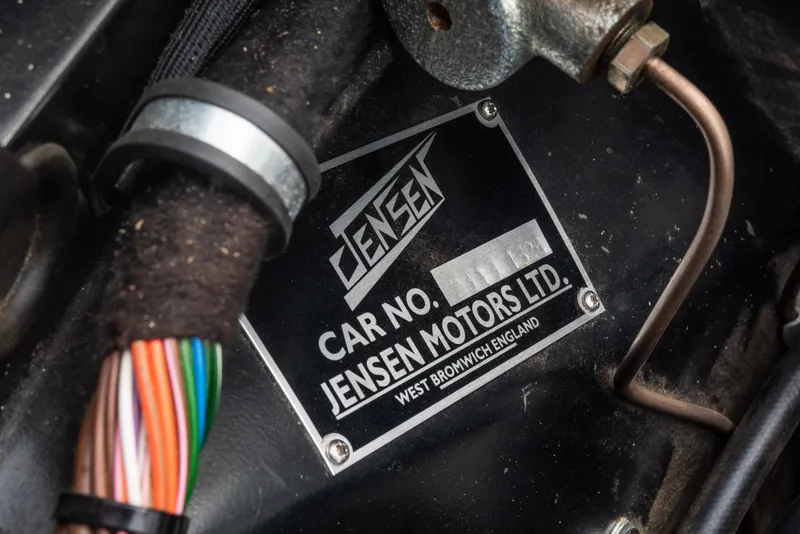 JENSEN
CAR NO.
JENSEN MOTORS LTD.
WEST BROMWICH ENGLAND